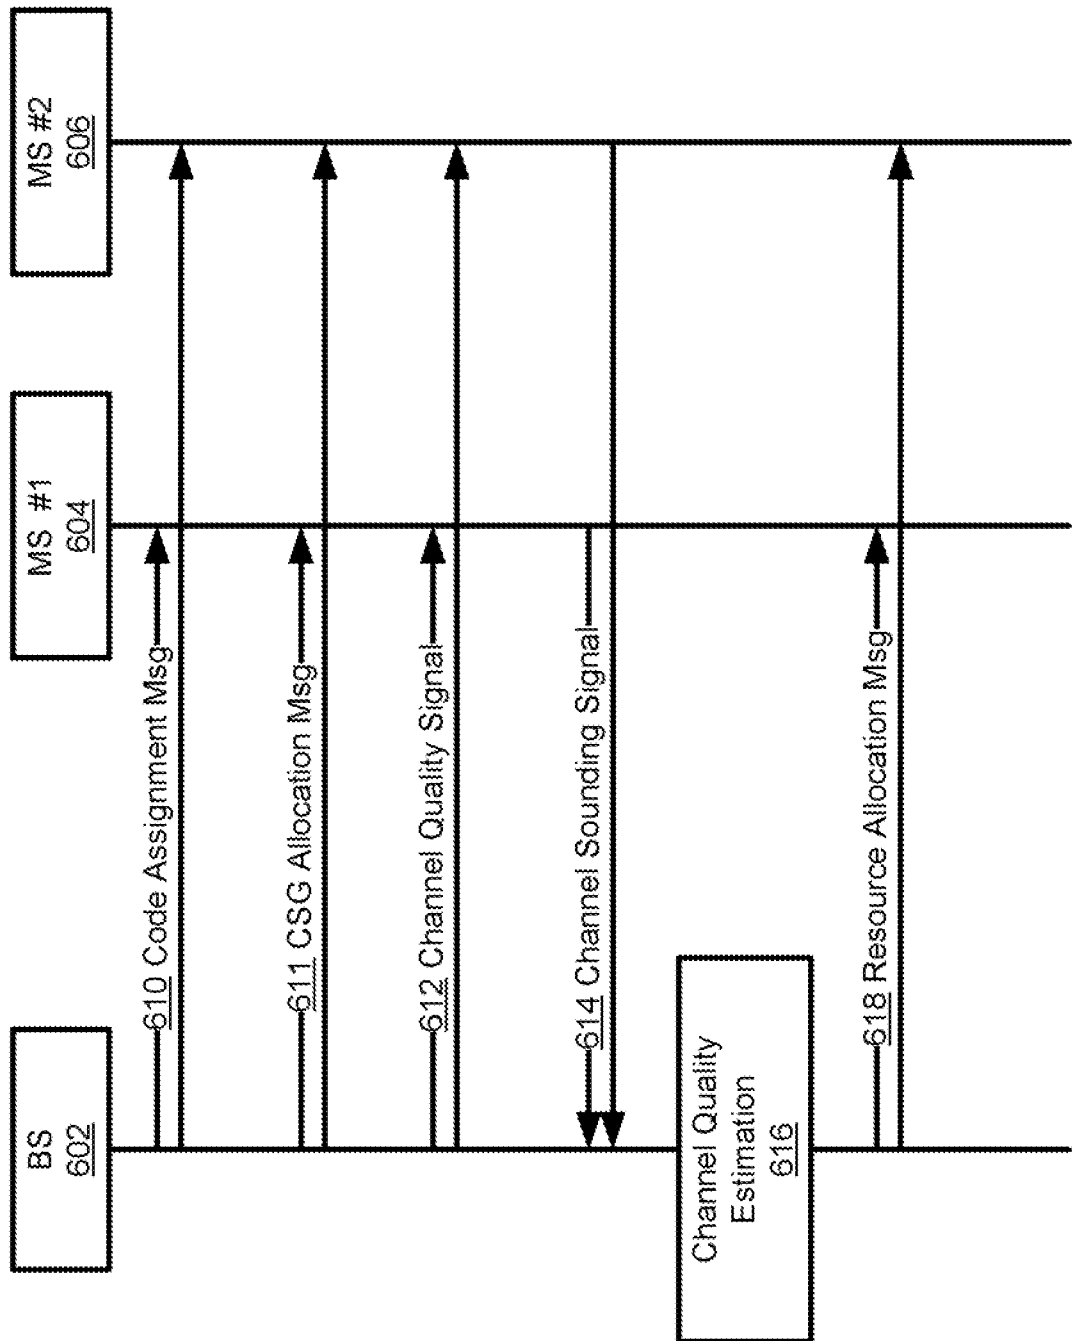 BS
602
MS #1
604
MS #2
606
610 Code Assignment Msg
611 CSG Allocation Msg
612 Channel Quality Signal
614 Channel Sounding Signal
Channel Quality
Estimation
616
618 Resource Allocation Msg